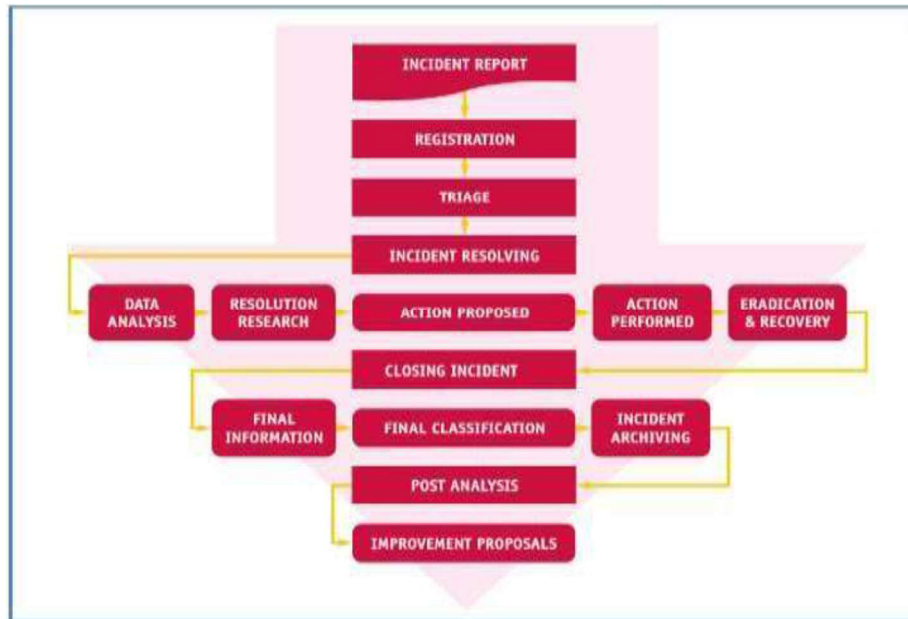 INCIDENT REPORT
REGISTRATION
TRIAGE
INCIDENT RESOLVING
DATA
ANALYSIS
RESOLUTION
RESEARCH
ACTION PROPOSED
ACTION
PERFORMED
ERADICATION
& RECOVERY
CLOSING INCIDENT
FINAL
INFORMATION
FINAL CLASSIFICATION
INCIDENT
ARCHIVING
POST ANALYSIS
IMPROVEMENT PROPOSALS